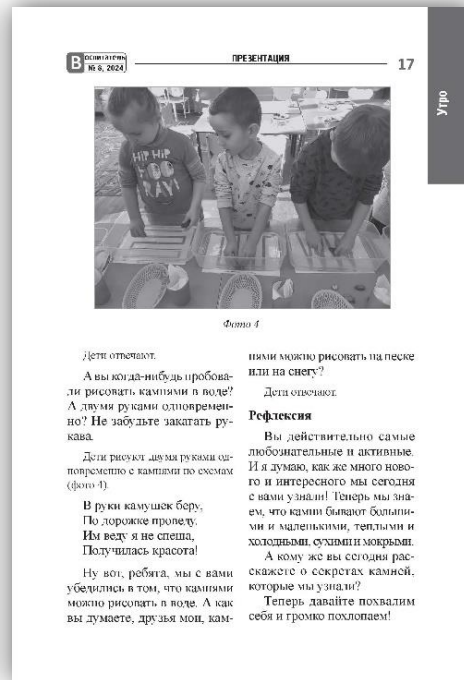 Воспитатель
№ 8, 2024
ПРЕЗЕНТАЦИЯ
17
Утро
HIP HIP
Фото 4
Дети отвечают.
А вы когда-нибудь пробова-
ли рисовать камнями в воде?
А двумя руками одновремен-
но? Не забудьте закатать ру-
кава.
Дети рисуют двумя руками од-
новременно с камнями по схемам
(фото 4).
В руки камушек беру,
По дорожке проведу.
Им веду я не спеша,
Получилась красота!
Ну вот, ребята, мы с вами
убедились в том, что камнями
можно рисовать в воде. А как
вы думаете, друзья мои, кам-
нями можно рисовать на песке
или на снегу?
Дети отвечают.
Рефлексия
Вы действительно самые
любознательные и активные.
И я думаю, как же много ново-
го и интересного мы сегодня
с вами узнали! Теперь мы зна-
ем, что камни бывают больши-
ми и маленькими, теплыми и
холодными, сухими и мокрыми.
А кому же вы сегодня рас-
скажете о секретах камней,
которые мы узнали?
Теперь давайте похвалим
себя и громко похлопаем!